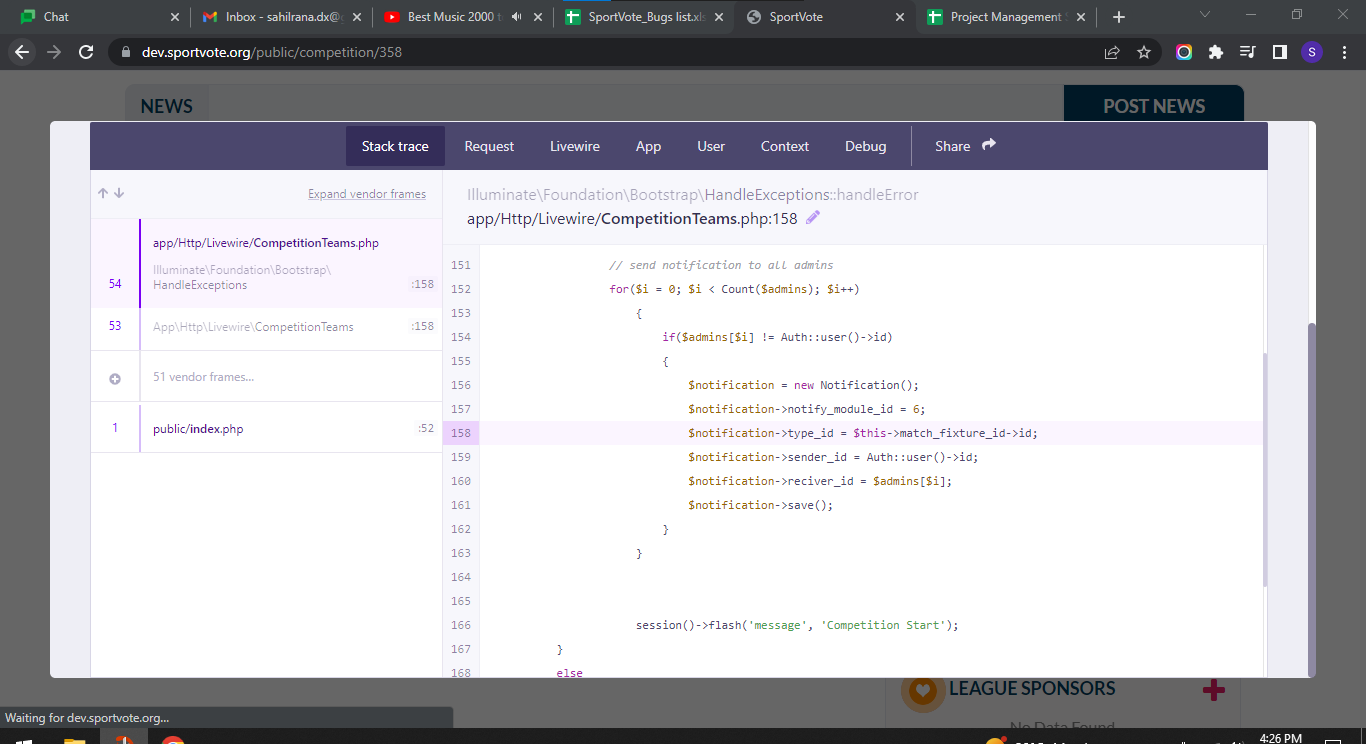 Chat
Inbox - sahilrana.dx@
Best Music 2000
SportVote_Bugs list.xls
SportVote
Project Management
dev.sportvote.org/public/competition/358
S
NEWS
POST NEWS
Stack trace
Request
Livewire
App
User
Context
Debug
Share
Expand vendor frames
app/Http/Livewire/CompetitionTeams.php
Illuminate\Foundation\Bootstrap\
54 HandleExceptions :158
53 App\Http\Livewire\CompetitionTeams :158
51 vendor frames…
1 public/index.php :52
Illuminate\Foundation\Bootstrap\HandleExceptions::handleError
app/Http/Livewire/CompetitionTeams.php:158
151 // send notification to all admins
152 for($i = 0; $i < Count($admins); $i++)
153 {
154 if($admins[$i] != Auth::user()->id)
155 {
156 $notification = new Notification();
157 $notification->notify_module_id = 6;
158 $notification->type_id = $this->match_fixture_id->id;
159 $notification->sender_id = Auth::user()->id;
160 $notification->reciver_id = $admins[$i];
161 $notification->save();
162 }
163 }
164
165
166 session()->flash('message', 'Competition Start');
167 }
168 else
LEAGUE SPONSORS
No Data Found
Waiting for dev.sportvote.org...
4:26 PM